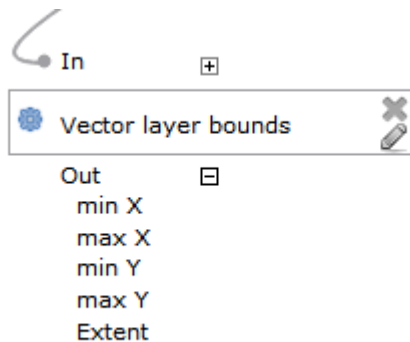 In
Vector layer bounds
Out
min X
max X
min Y
max Y
Extent